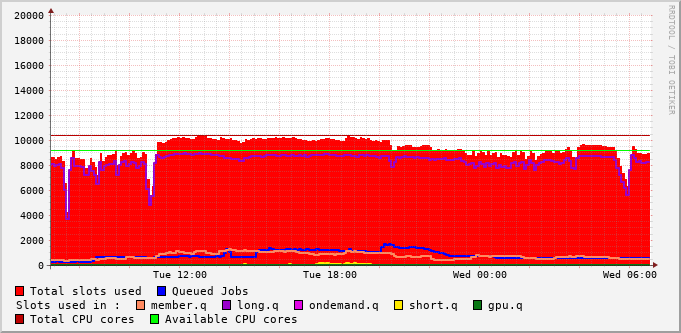 20000
18000
16000
14000
12000
10000
8000
6000
4000
2000
0
Tue 12:00 Tue 18:00 Wed 00:00 Wed 06:00
RRDTOOL / TOBI OETIKER
Total slots used Queued Jobs
Slots used in : member.q long.q ondemand.q short.q gpu.q
Total CPU cores Available CPU cores